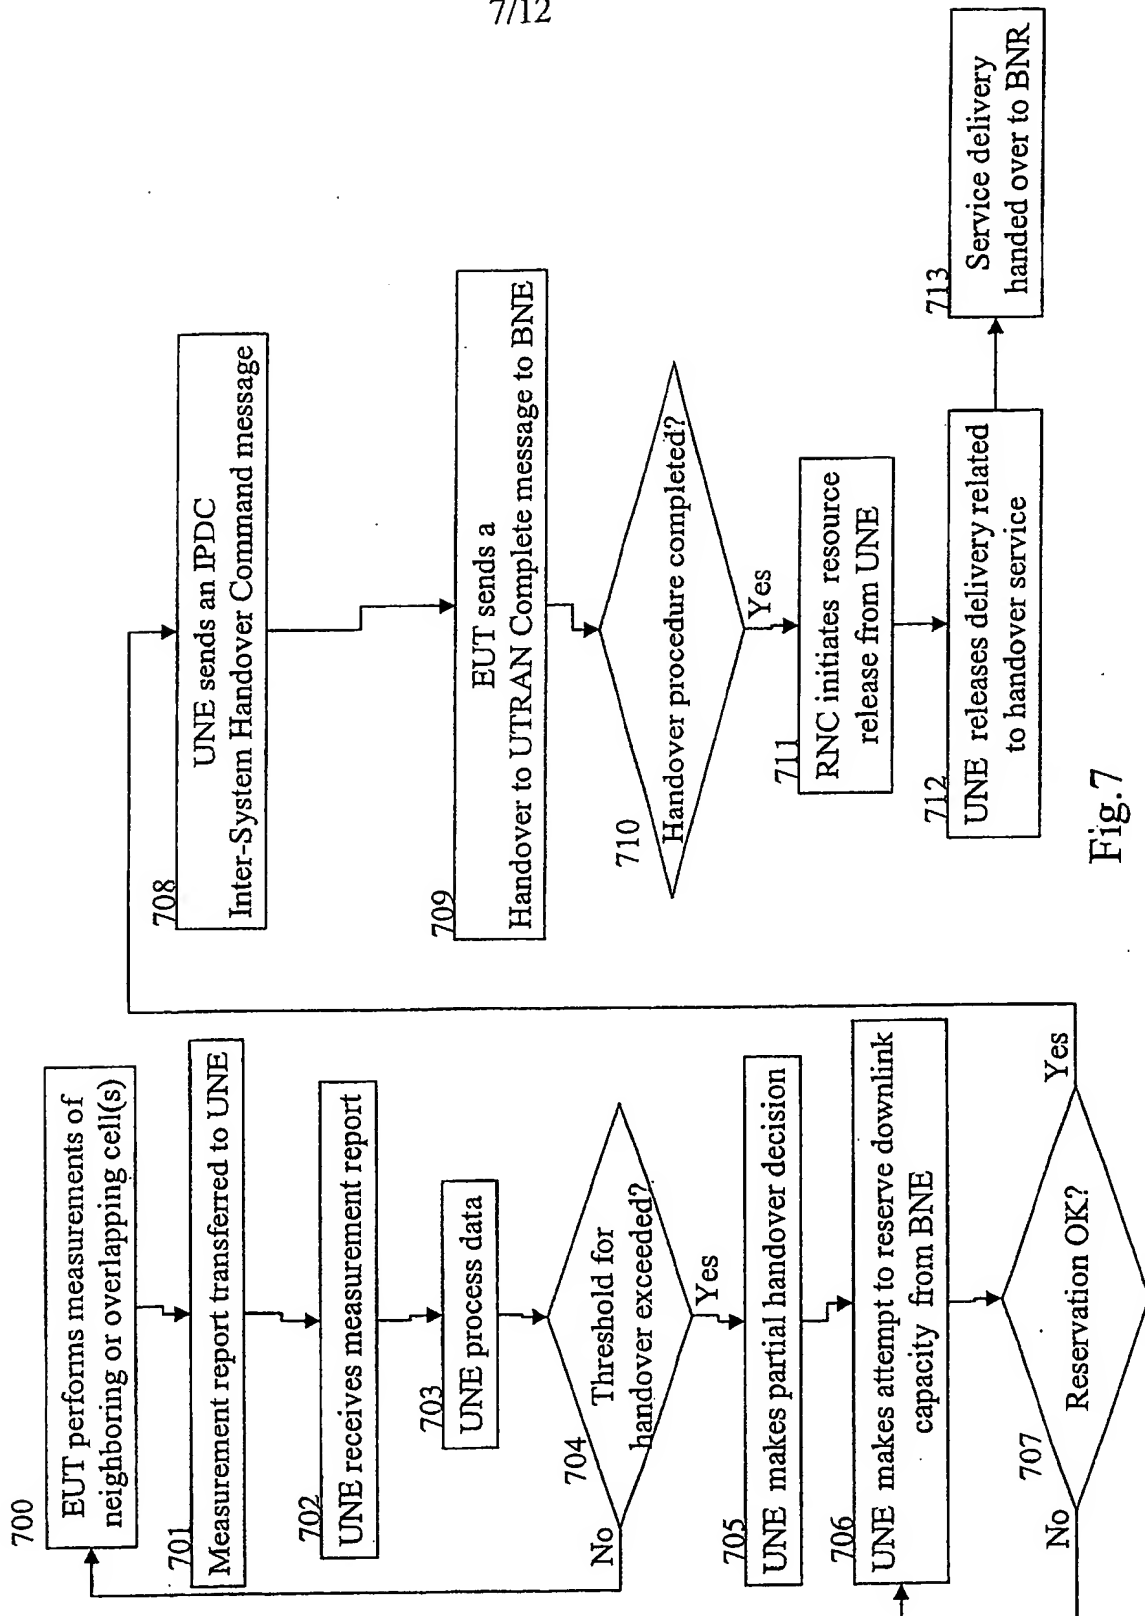 7/12
700
EUT performs measurements of
neighboring or overlapping cell(s)
701
Measurement report transferred to UNE
702
UNE receives measurement report
703
UNE process data
704
Threshold for
handover exceeded?
No
Yes
705
UNE makes partial handover decision
706
UNE makes attempt to reserve downlink
capacity from BNE
707
Reservation OK?
No
Yes
708
UNE sends an IPDC
Inter-System Handover Command message
709
EUT sends a
Handover to UTRAN Complete message to BNE
710
Handover procedure completed?
Yes
711
RNC initiates resource
release from UNE
712
UNE releases delivery related
to handover service
713
Service delivery
handed over to BNR
Fig.7